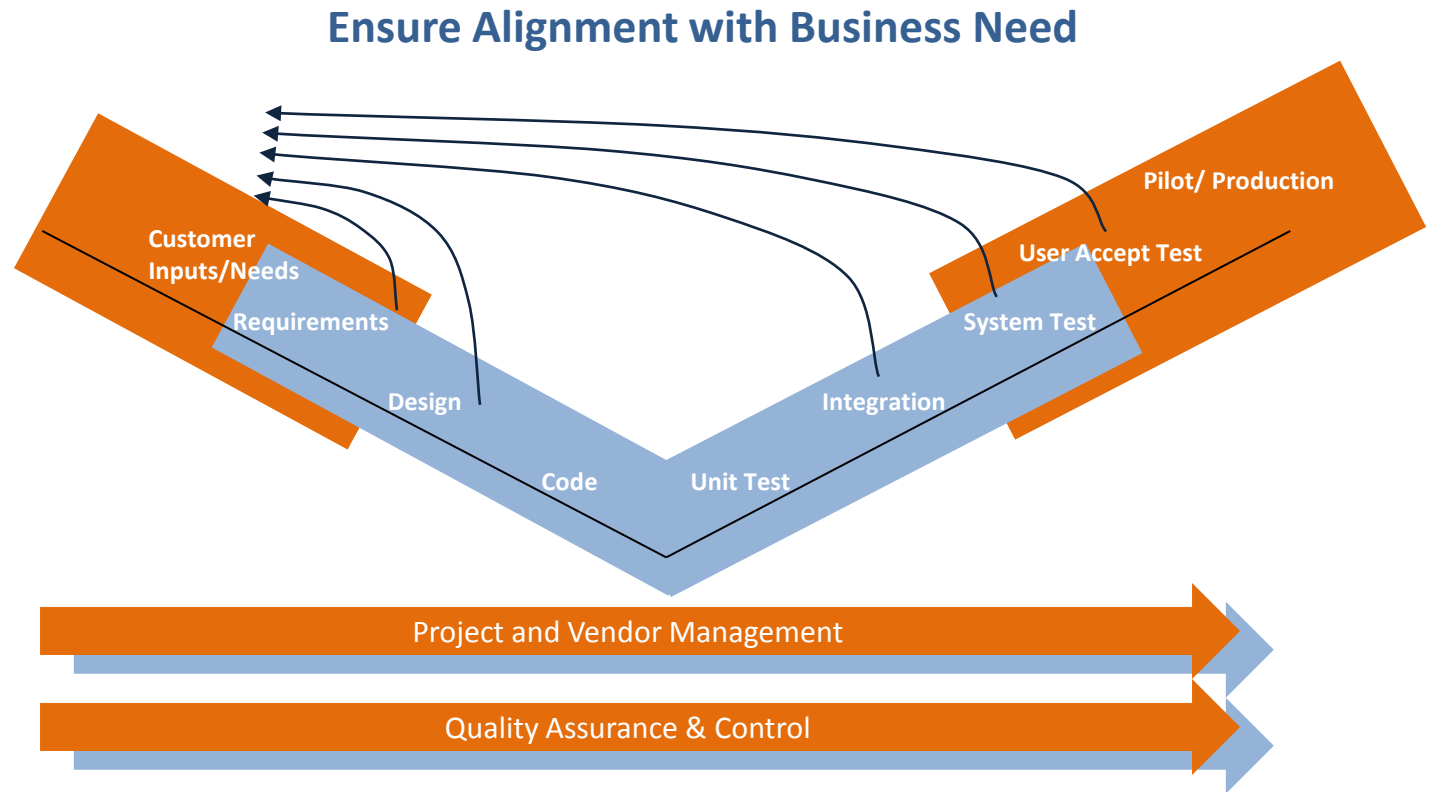 Ensure Alignment with Business Need
Customer
Inputs/Needs
Requirements
Design
Code
Unit Test
Integration
System Test
User Accept Test
Pilot/ Production
Project and Vendor Management
Quality Assurance & Control